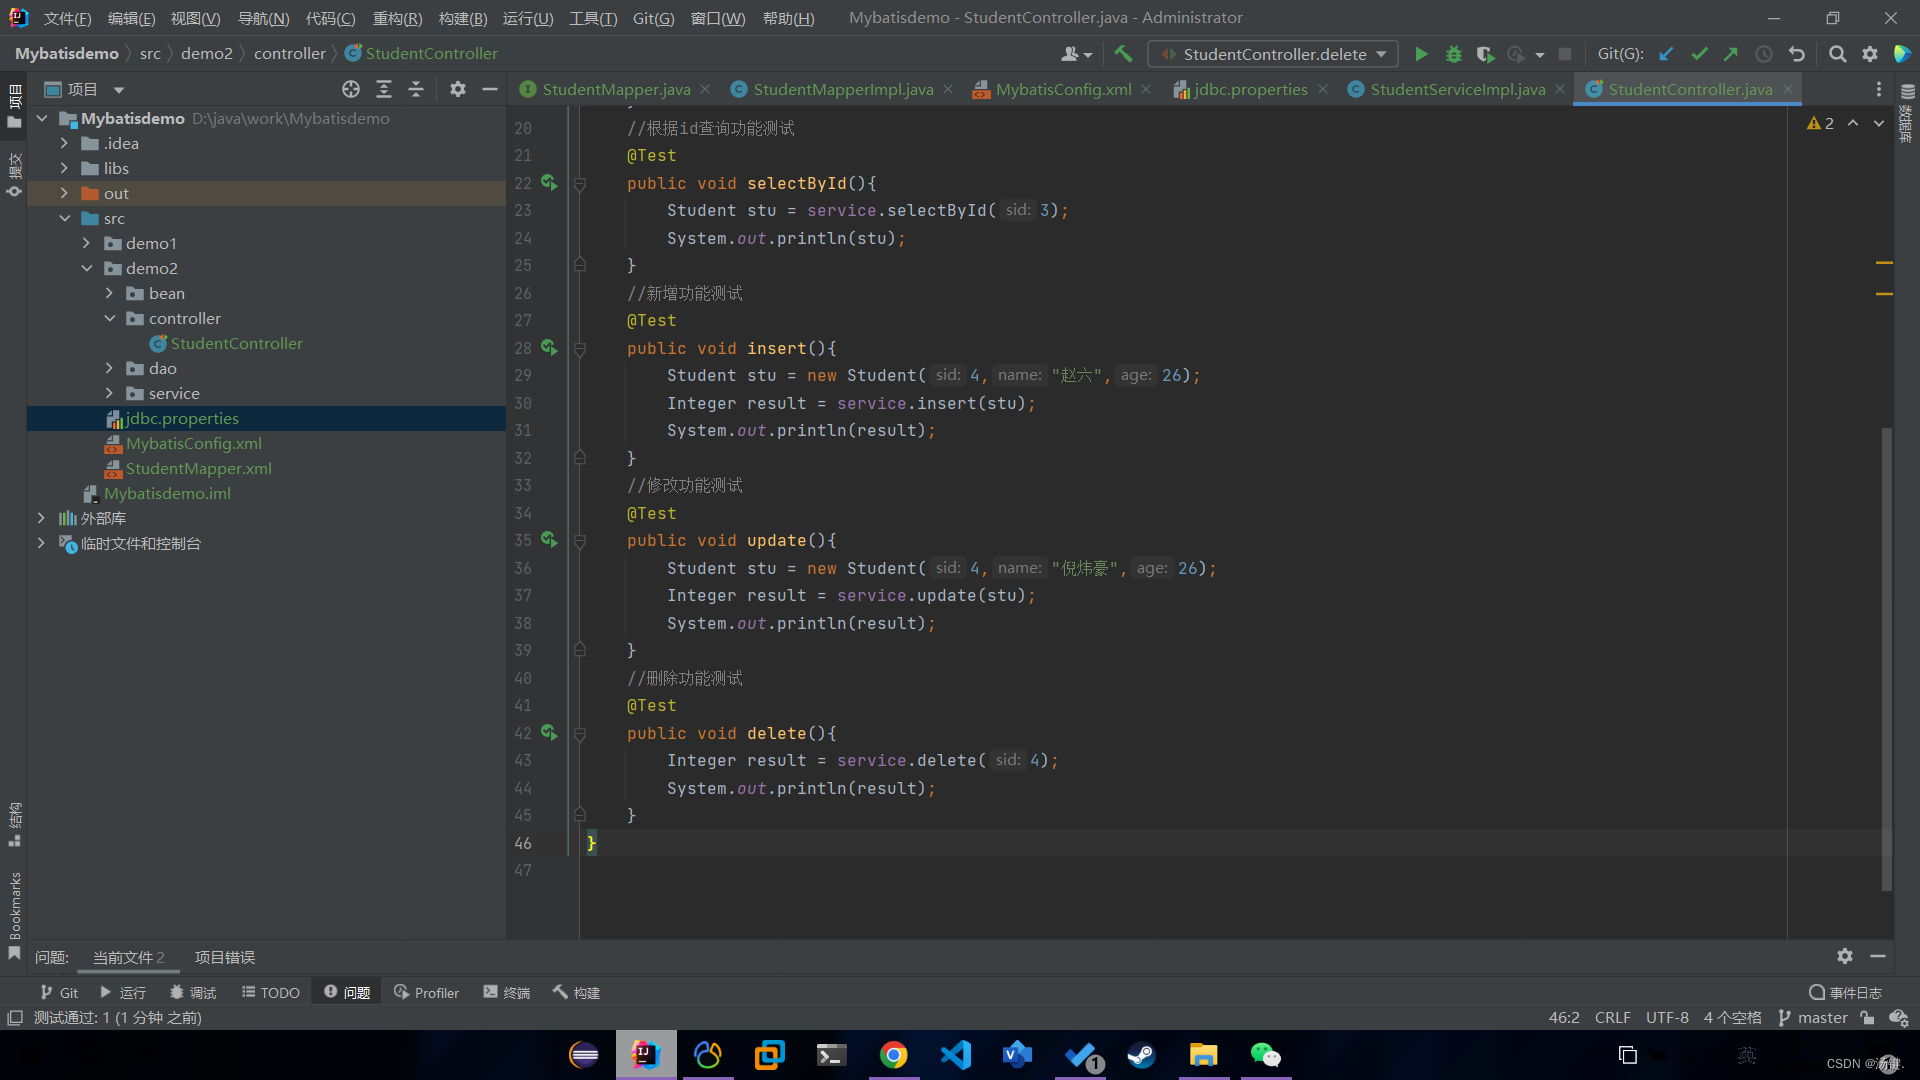 文件(F) 编辑(E) 视图(V) 导航(N) 代码(C) 重构(R) 构建(B) 运行(U) 工具(T) Git(G) 窗口(W) 帮助(H) Mybatisdemo - StudentController.java - Administrator
Mybatisdemo src demo2 controller StudentController StudentController.delete Git(G):
项目 StudentMapper.java StudentMapperImpl.java MybatisConfig.xml jdbc.properties StudentServiceImpl.java StudentController.java
项目
提交
结构
Bookmarks
数据库
Mybatisdemo D:\java\work\Mybatisdemo
.idea
libs
out
src
demo1
demo2
bean
controller
StudentController
dao
service
jdbc.properties
MybatisConfig.xml
StudentMapper.xml
Mybatisdemo.iml
外部库
临时文件和控制台
2
20 //根据id查询功能测试
21 @Test
22 public void selectById(){
23 Student stu = service.selectById( sid: 3);
24 System.out.println(stu);
25 }
26 //新增功能测试
27 @Test
28 public void insert(){
29 Student stu = new Student( sid: 4, name: "赵六", age: 26);
30 Integer result = service.insert(stu);
31 System.out.println(result);
32 }
33 //修改功能测试
34 @Test
35 public void update(){
36 Student stu = new Student( sid: 4, name: "倪炜豪", age: 26);
37 Integer result = service.update(stu);
38 System.out.println(result);
39 }
40 //删除功能测试
41 @Test
42 public void delete(){
43 Integer result = service.delete( sid: 4);
44 System.out.println(result);
45 }
46 }
47
问题: 当前文件 2 项目错误
Git 运行 调试 TODO 问题 Profiler 终端 构建 事件日志
测试通过: 1 (1 分钟 之前) 46:2 CRLF UTF-8 4 个空格 master
1 英
CSDN @汤键.